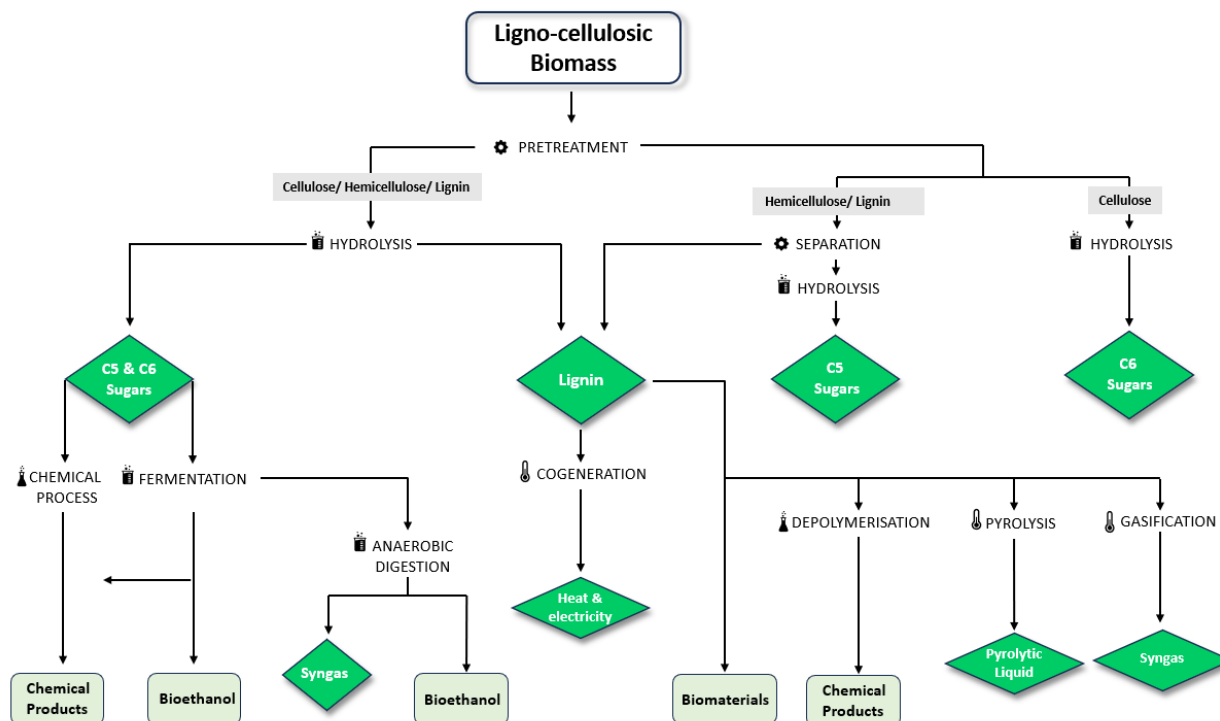 Ligno-cellulosic
Biomass
PRETREATMENT
Cellulose/ Hemicellulose/ Lignin
Hemicellulose/ Lignin
Cellulose
HYDROLYSIS
SEPARATION
HYDROLYSIS
HYDROLYSIS
C5 & C6
Sugars
Lignin
C5
Sugars
C6
Sugars
CHEMICAL
PROCESS
FERMENTATION
COGENERATION
DEPOLYMERISATION
PYROLYSIS
GASIFICATION
ANAEROBIC
DIGESTION
Heat &
electricity
Syngas
Pyrolytic
Liquid
Syngas
Chemical
Products
Bioethanol
Bioethanol
Biomaterials
Chemical
Products